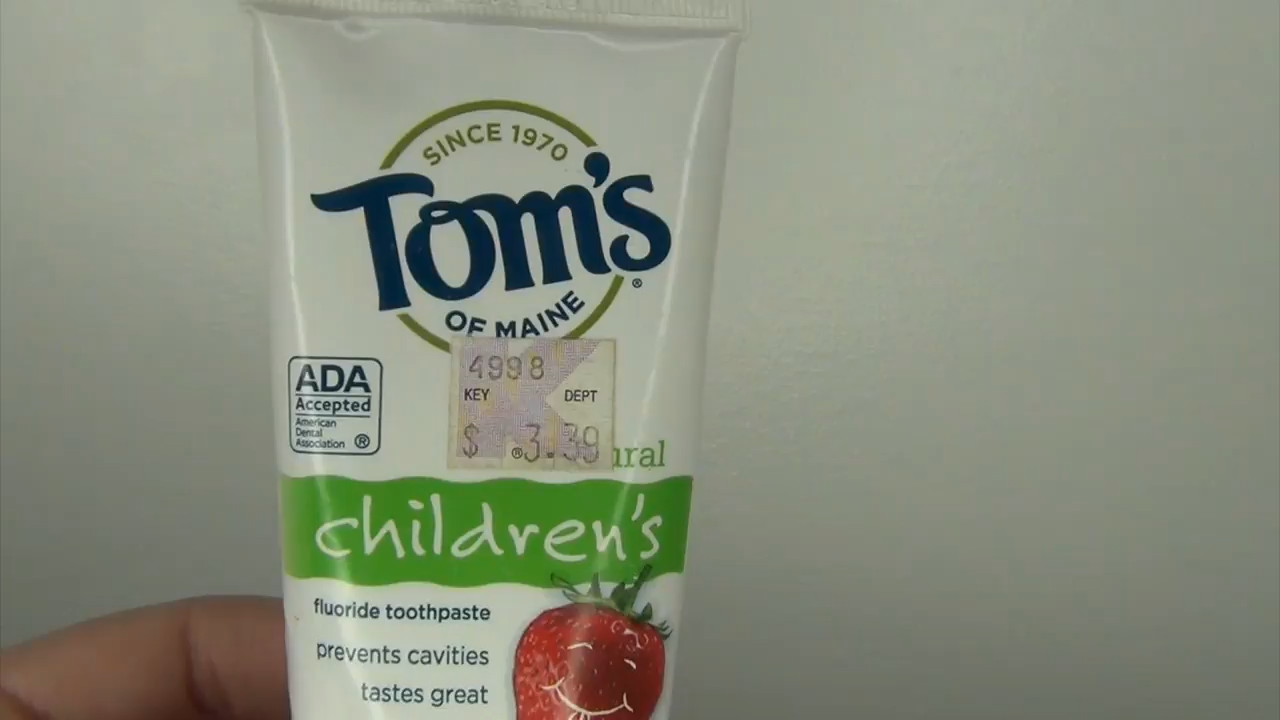 SINCE 1970
Tom's
®
OF MAINE
4998
KEY DEPT
$ ®3.39
ADA
Accepted
American
Dental
Association ®
children's
fluoride toothpaste
prevents cavities
tastes great